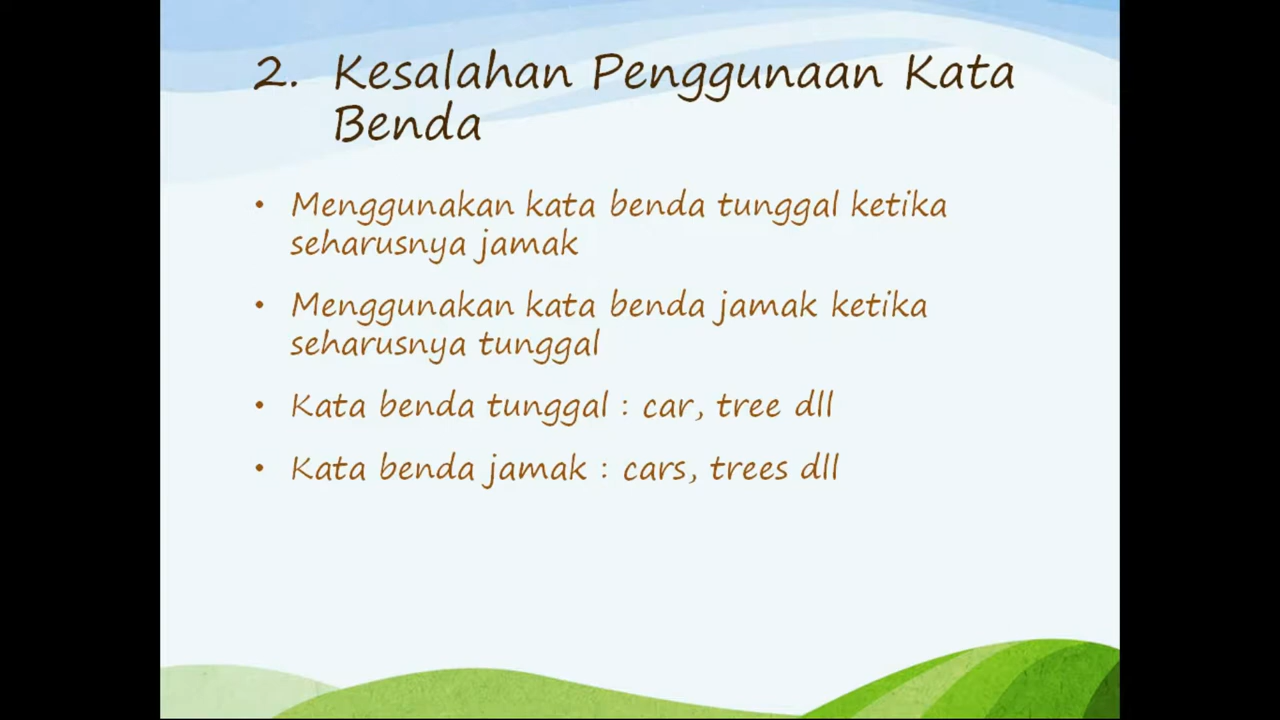 2. Kesalahan Penggunaan Kata
Benda
• Menggunakan kata benda tunggal ketika
seharusnya jamak
• Menggunakan kata benda jamak ketika
seharusnya tunggal
• Kata benda tunggal : car, tree dll
• Kata benda jamak : cars, trees dll